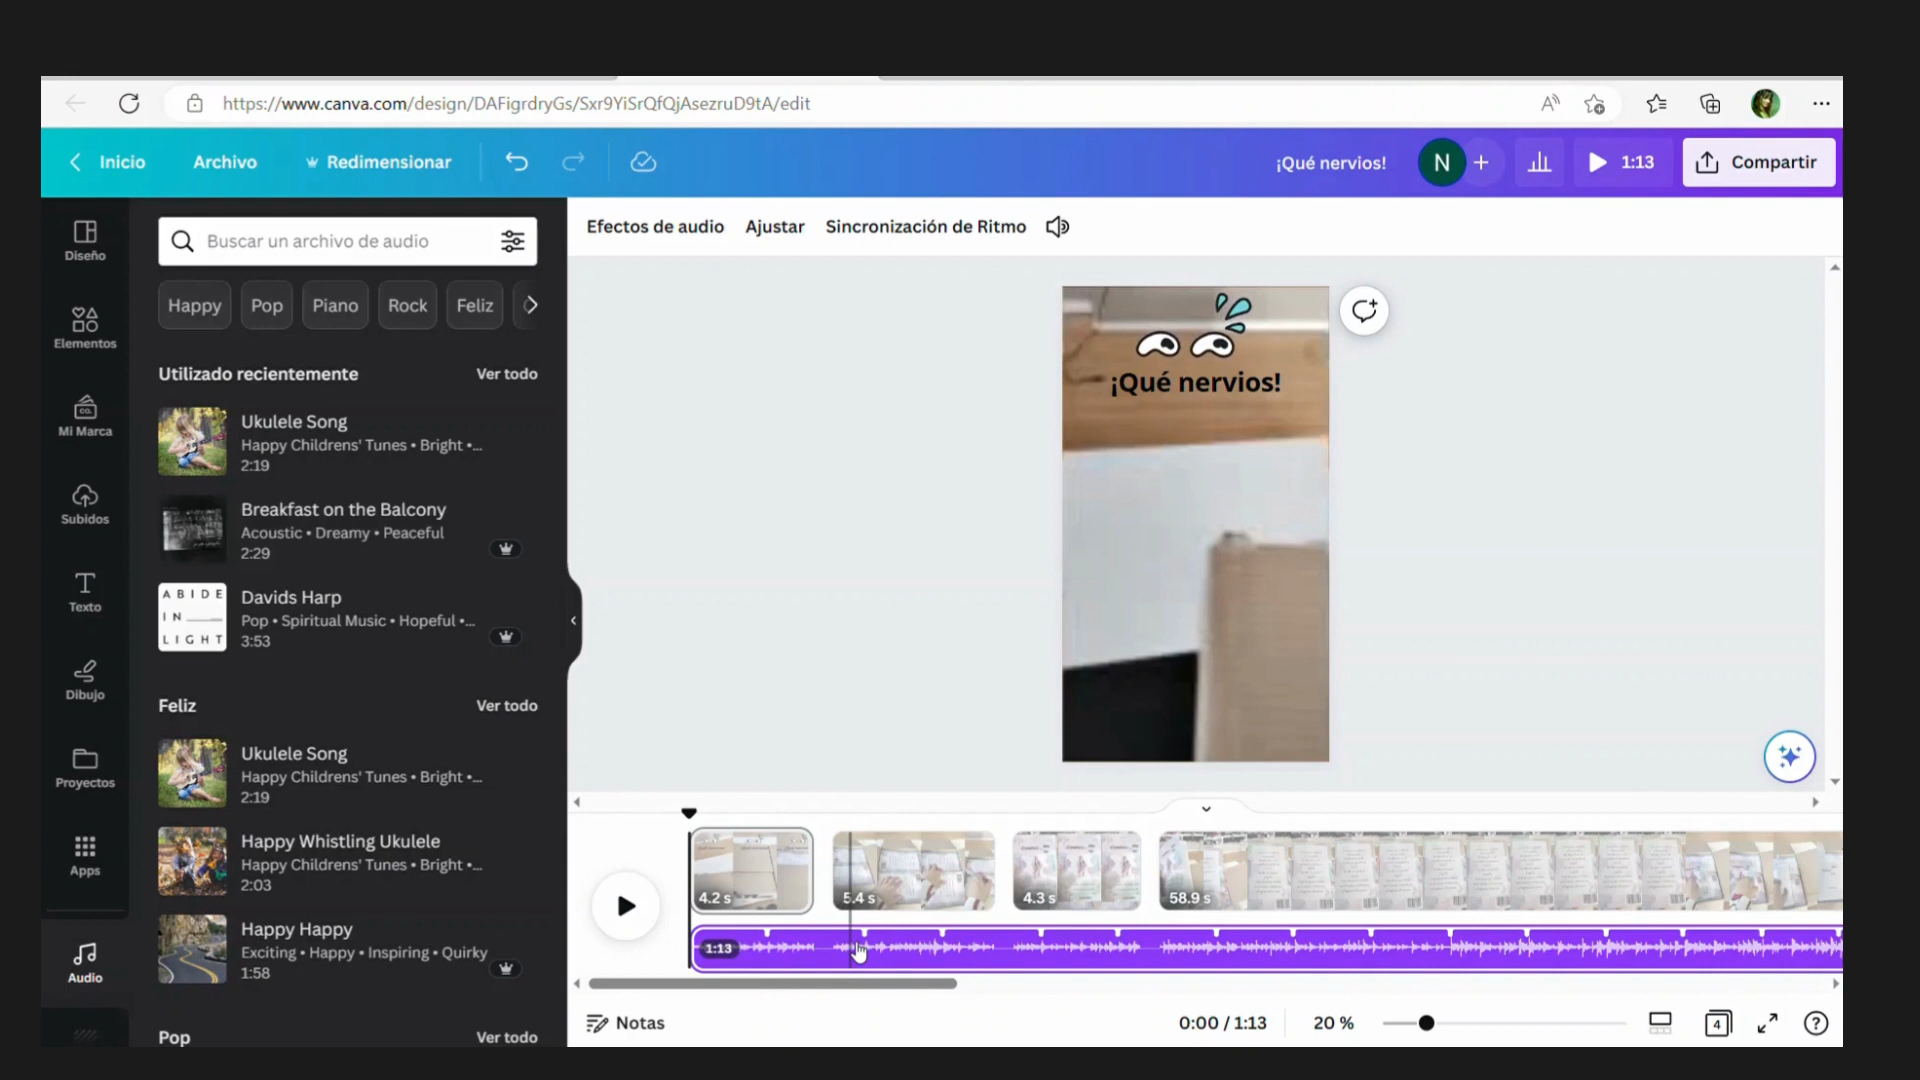 https://www.canva.com/design/DAFigrdryGs/Sxr9YiSrQfQjAsezruD9tA/edit
Inicio
Archivo
Redimensionar
¡Qué nervios!
N
1:13
Compartir
Diseño
Elementos
CO.
Mi Marca
Subidos
Texto
Dibujo
Proyectos
Apps
Audio
Buscar un archivo de audio
Happy
Pop
Piano
Rock
Feliz
Utilizado recientemente
Ver todo
Ukulele Song
Happy Childrens' Tunes • Bright •...
2:19
Breakfast on the Balcony
Acoustic • Dreamy • Peaceful
2:29
ABIDE
IN
LIGHT
Davids Harp
Pop • Spiritual Music • Hopeful •...
3:53
Feliz
Ver todo
Ukulele Song
Happy Childrens' Tunes • Bright •...
2:19
Happy Whistling Ukulele
Happy Childrens' Tunes • Bright •...
2:03
Happy Happy
Exciting • Happy • Inspiring • Quirky
1:58
Pop
Ver todo
Efectos de audio
Ajustar
Sincronización de Ritmo
¡Qué nervios!
4.2 s
5.4 s
4.3 s
58.9 s
1:13
Notas
0:00 / 1:13
20 %
4